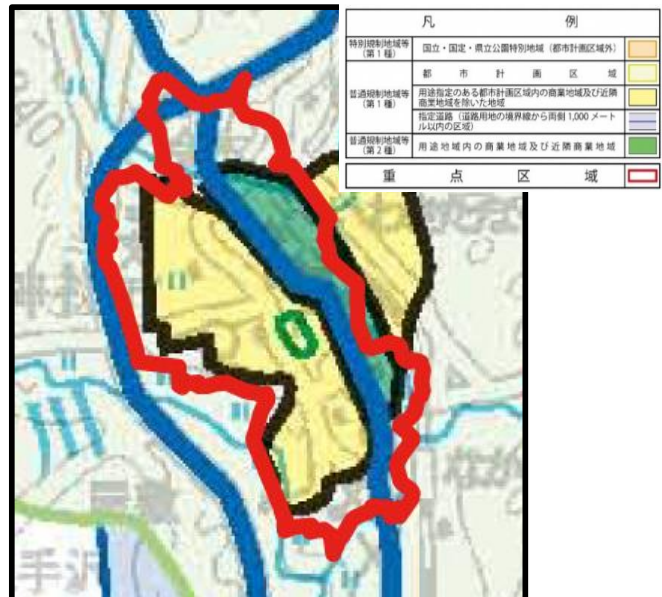 凡 例
特別規制地域等
(第1種)
国立・国定・県立公園特別地域（都市計画区域外）
普通規制地域等
(第1種)
都 市 計 画 区 域
用途指定のある都市計画区域内の商業地域及び近隣
商業地域を除いた地域
指定道路（道路用地の境界線から両側 1,000 メート
ル以内の区域）
普通規制地域等
(第2種)
用途地域内の商業地域及び近隣商業地域
重 点 区 域
手沢